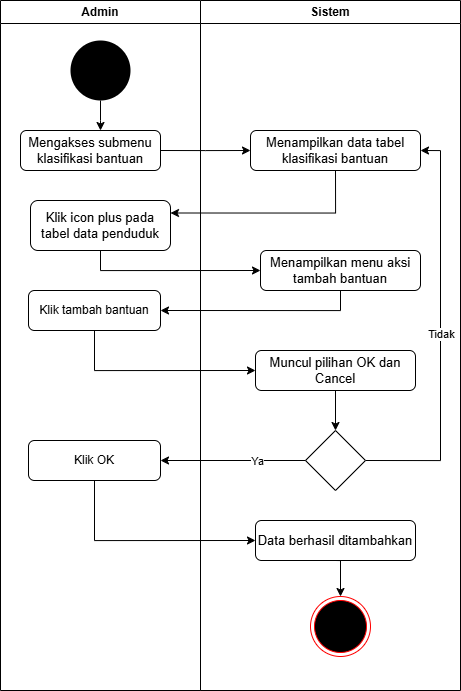 Admin
Sistem
Mengakses submenu
klasifikasi bantuan
Menampilkan data tabel
klasifikasi bantuan
Klik icon plus pada
tabel data penduduk
Menampilkan menu aksi
tambah bantuan
Klik tambah bantuan
Tidak
Muncul pilihan OK dan
Cancel
Klik OK
Ya
Data berhasil ditambahkan